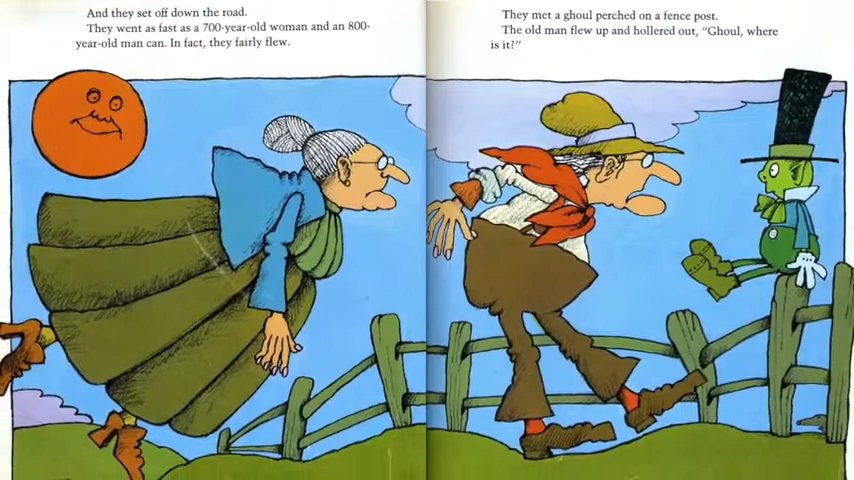 And they set off down the road.
They went as fast as a 700-year-old woman and an 800-
year-old man can. In fact, they fairly flew.
They met a ghoul perched on a fence post.
The old man flew up and hollered out, “Ghoul, where
is it?”